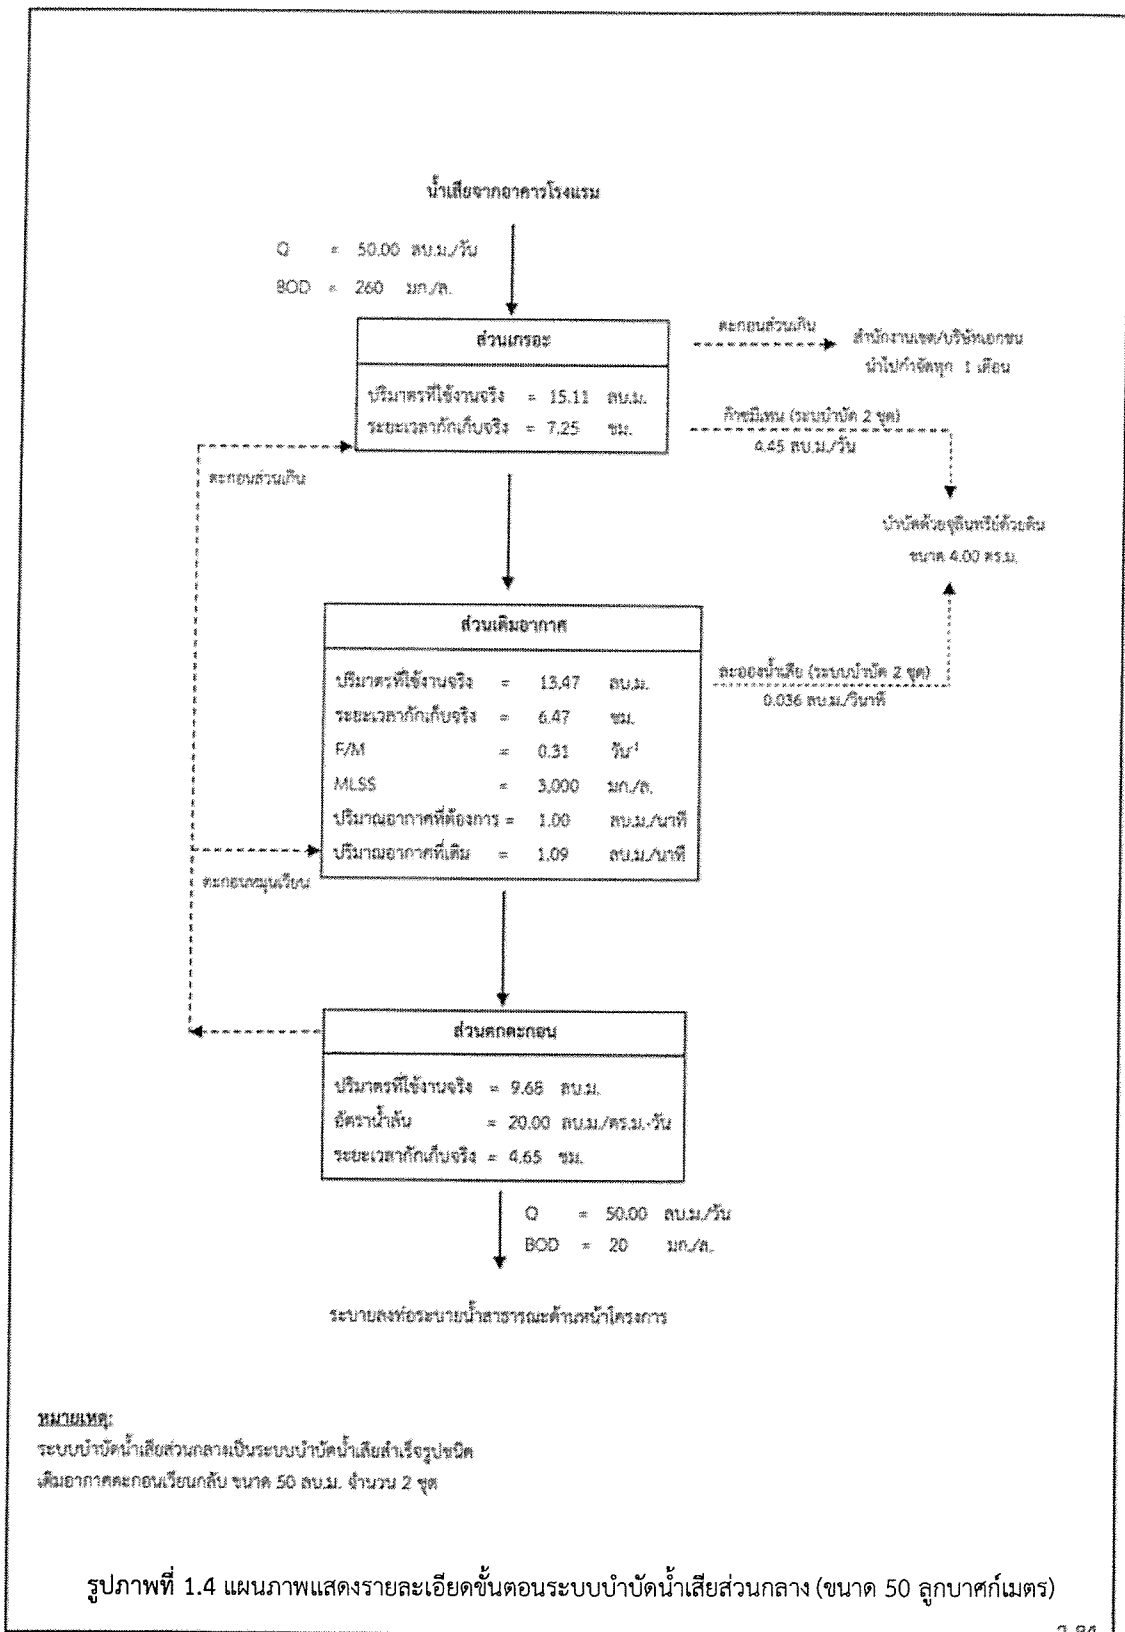 น้ำเสียจากอาคารโรงแรม
Q = 50.00 ลบ.ม./วัน
BOD = 260 มก./ล.
ส่วนเกรอะ
ปริมาตรที่ใช้งานจริง = 15.11 ลบ.ม.
ระยะเวลากักเก็บจริง = 7.25 ชม.
ตะกอนส่วนเกิน
สำนักงานเขต/บริษัทเอกชน
นำไปกำจัดทุก 1 เดือน
ก๊าซมีเทน (ระบบำบัด 2 ชุด)
4.45 ลบ.ม./วัน
ตะกอนส่วนเกิน
บำบัดด้วยจุลินทรีย์ด้วยดิน
ขนาด 4.00 ตร.ม.
ส่วนเติมอากาศ
ปริมาตรที่ใช้งานจริง = 13.47 ลบ.ม.
ระยะเวลากักเก็บจริง = 6.47 ชม.
F/M = 0.31 วัน⁻¹
MLSS = 3,000 มก./ล.
ปริมาณอากาศที่ต้องการ = 1.00 ลบ.ม./นาที
ปริมาณอากาศที่เติม = 1.09 ลบ.ม./นาที
ละอองน้ำเสีย (ระบบบำบัด 2 ชุด)
0.036 ลบ.ม./วินาที
ตะกอนหมุนเวียน
ส่วนตกตะกอน
ปริมาตรที่ใช้งานจริง = 9.68 ลบ.ม.
อัตราน้ำล้น = 20.00 ลบ.ม./ตร.ม.-วัน
ระยะเวลากักเก็บจริง = 4.65 ชม.
Q = 50.00 ลบ.ม./วัน
BOD = 20 มก./ล.
ระบายลงท่อระบายน้ำสาธารณะด้านหน้าโครงการ
หมายเหตุ:
ระบบบำบัดน้ำเสียส่วนกลางเป็นระบบบำบัดน้ำเสียสำเร็จรูปชนิด
เติมอากาศตะกอนเวียนกลับ ขนาด 50 ลบ.ม. จำนวน 2 ชุด
รูปภาพที่ 1.4 แผนภาพแสดงรายละเอียดขั้นตอนระบบบำบัดน้ำเสียส่วนกลาง (ขนาด 50 ลูกบาศก์เมตร)